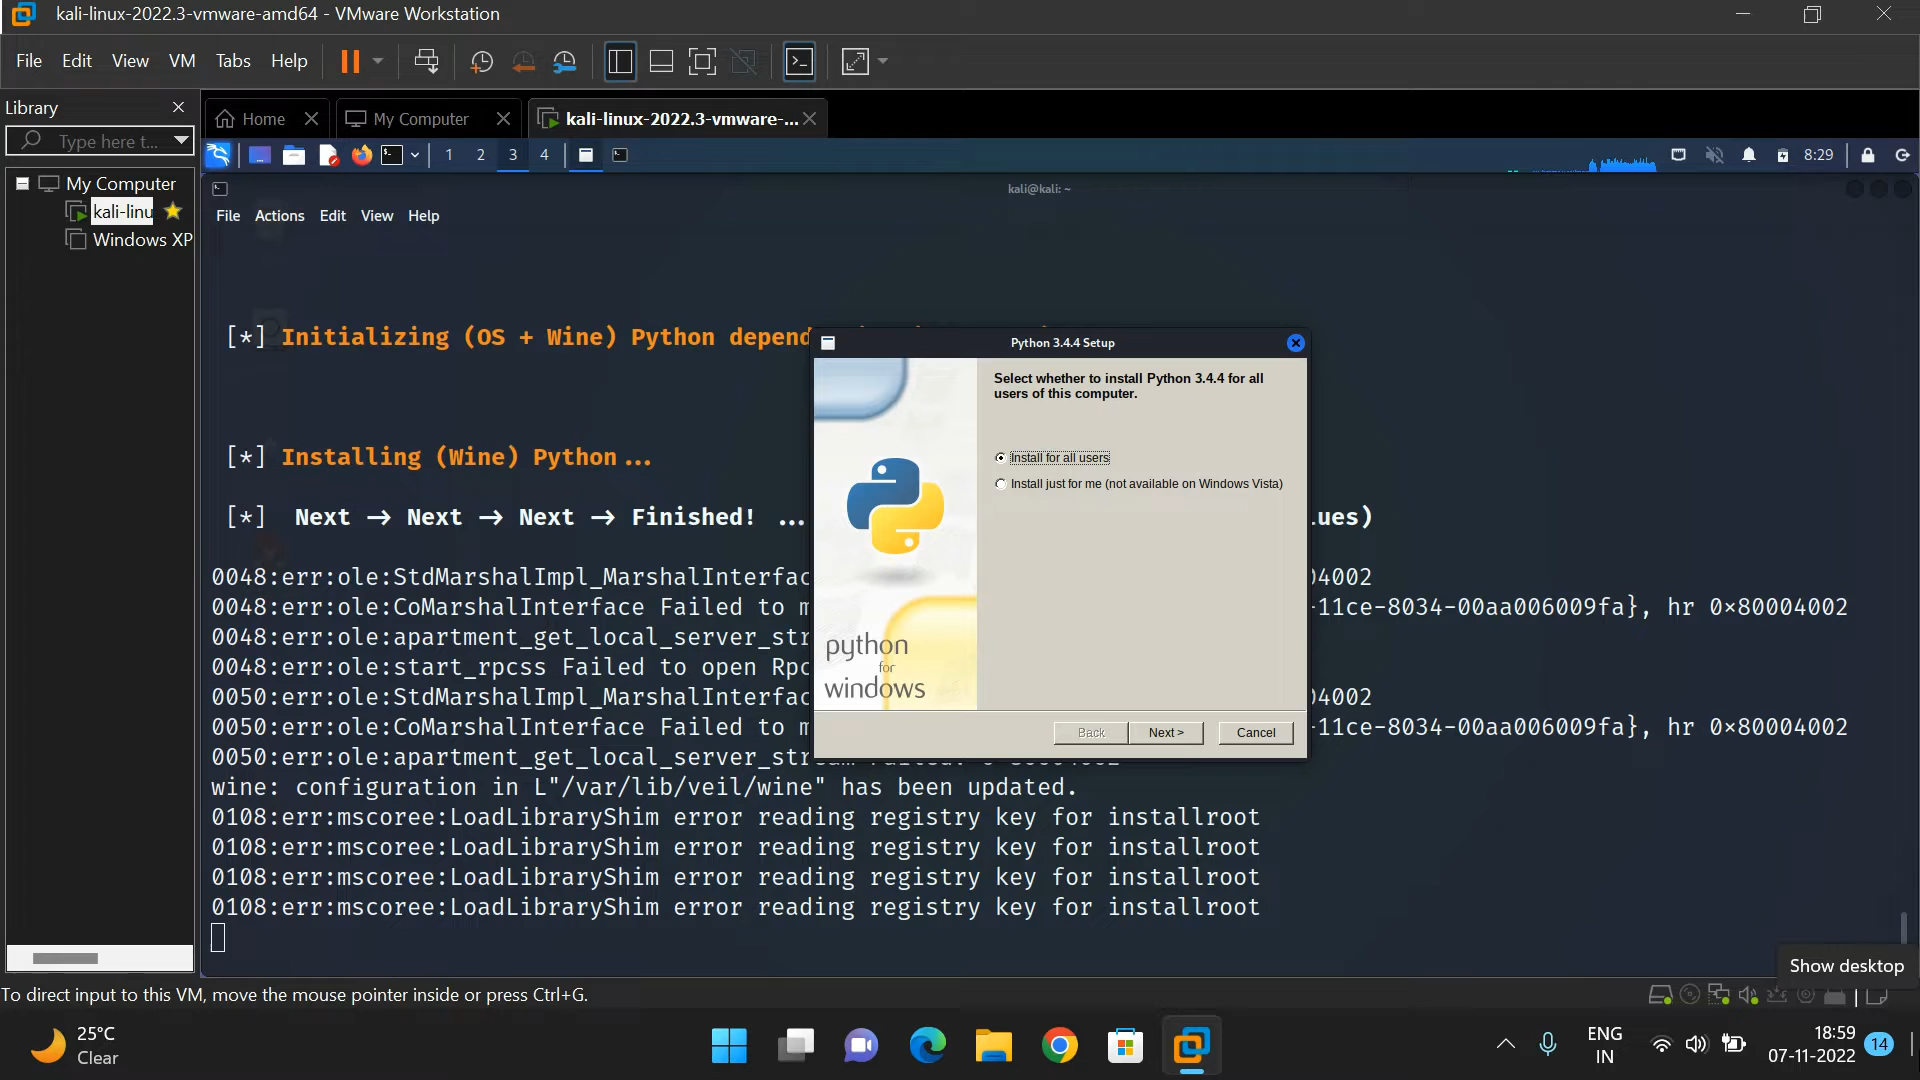 kali-linux-2022.3-vmware-amd64 - VMware Workstation
File Edit View VM Tabs Help
Library
Type here t...
Home
My Computer
kali-linux-2022.3-vmware-...
1 2 3 4
8:29
My Computer
kali-linu
Windows XP
kali@kali: ~
File Actions Edit View Help
[*] Initializing (OS + Wine) Python depend
[*] Installing (Wine) Python...
[*] Next → Next → Next → Finished! ...
lues)
0048:err:ole:StdMarshalImpl_MarshalInterfac
04002
0048:err:ole:CoMarshalInterface Failed to m
-11ce-8034-00aa006009fa}, hr 0×80004002
0048:err:ole:apartment_get_local_server_str
0048:err:ole:start_rpcss Failed to open Rpc
0050:err:ole:StdMarshalImpl_MarshalInterfac
04002
0050:err:ole:CoMarshalInterface Failed to m
-11ce-8034-00aa006009fa}, hr 0×80004002
0050:err:ole:apartment_get_local_server_str
wine: configuration in L"/var/lib/veil/wine" has been updated.
0108:err:mscoree:LoadLibraryShim error reading registry key for installroot
0108:err:mscoree:LoadLibraryShim error reading registry key for installroot
0108:err:mscoree:LoadLibraryShim error reading registry key for installroot
0108:err:mscoree:LoadLibraryShim error reading registry key for installroot
Python 3.4.4 Setup
Select whether to install Python 3.4.4 for all
users of this computer.
Install for all users
Install just for me (not available on Windows Vista)
python
for
windows
Back Next > Cancel
Show desktop
To direct input to this VM, move the mouse pointer inside or press Ctrl+G.
25°C
Clear
ENG
IN
18:59
07-11-2022
14